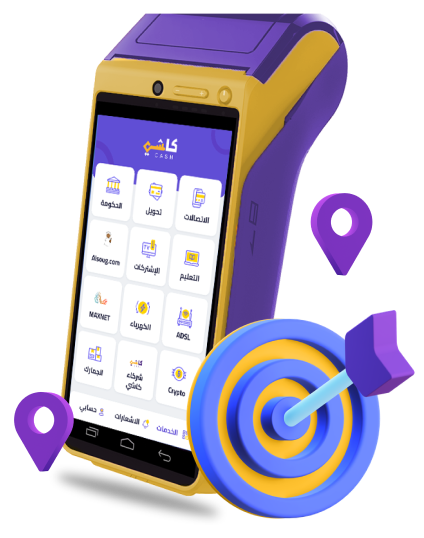 كاشي
CASH
الاتصالات
تحويل
الحكومة
التعليم
الإشتراكات
Alsoug.com
ADSL
الكهرباء
MAXNET
Crypto
كاشي
شركاء
كاشي
الجمارك
الخدمات
الاشعارات
حسابي